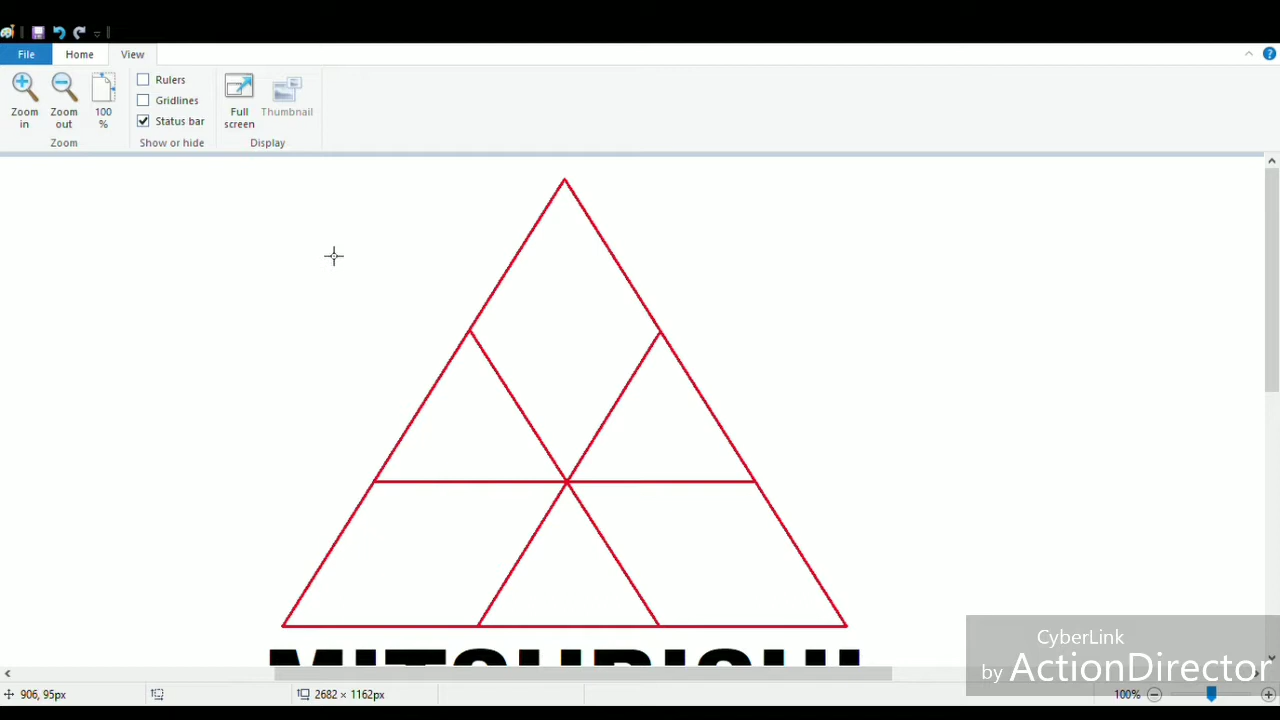 File Home View
Zoom in
Zoom out
100 %
Rulers
Gridlines
Status bar
Full screen
Thumbnail
Zoom
Show or hide
Display
MITSUBISHI
CyberLink
by ActionDirector
906, 95px
2682 × 1162px
100%